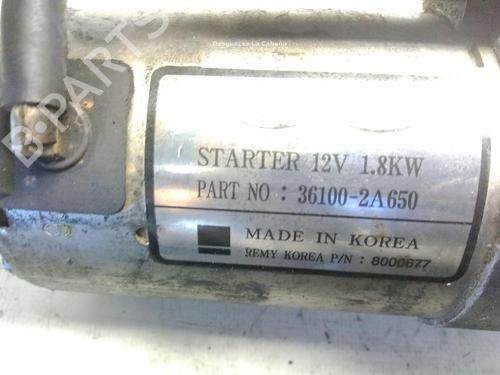 Desguaces La Cabaña
B-PARTS
STARTER 12V 1.8KW
PART NO : 36100-2A650
MADE IN KOREA
REMY KOREA P/N : 8000677